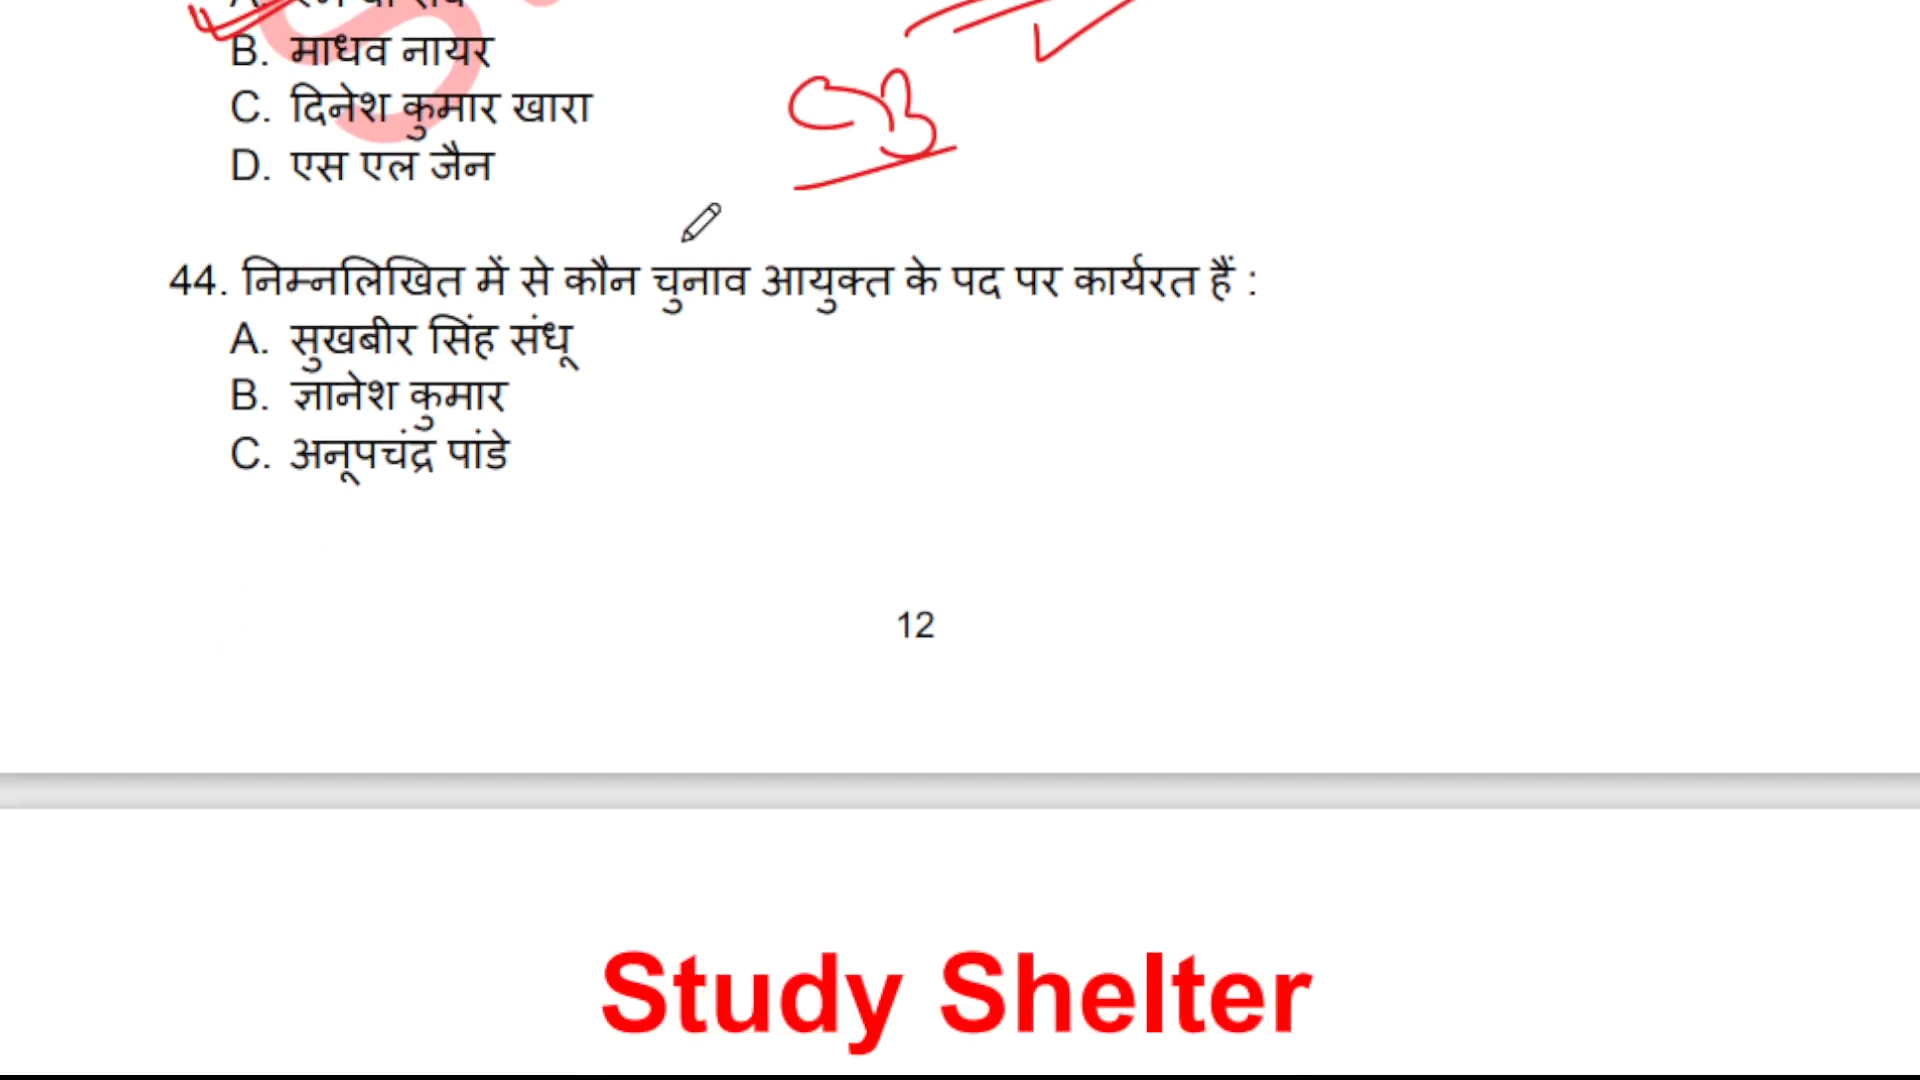 B. माधव नायर
C. दिनेश कुमार खारा
D. एस एल जैन
44. निम्नलिखित में से कौन चुनाव आयुक्त के पद पर कार्यरत हैं :
A. सुखबीर सिंह संधू
B. ज्ञानेश कुमार
C. अनूपचंद्र पांडे
12
Study Shelter